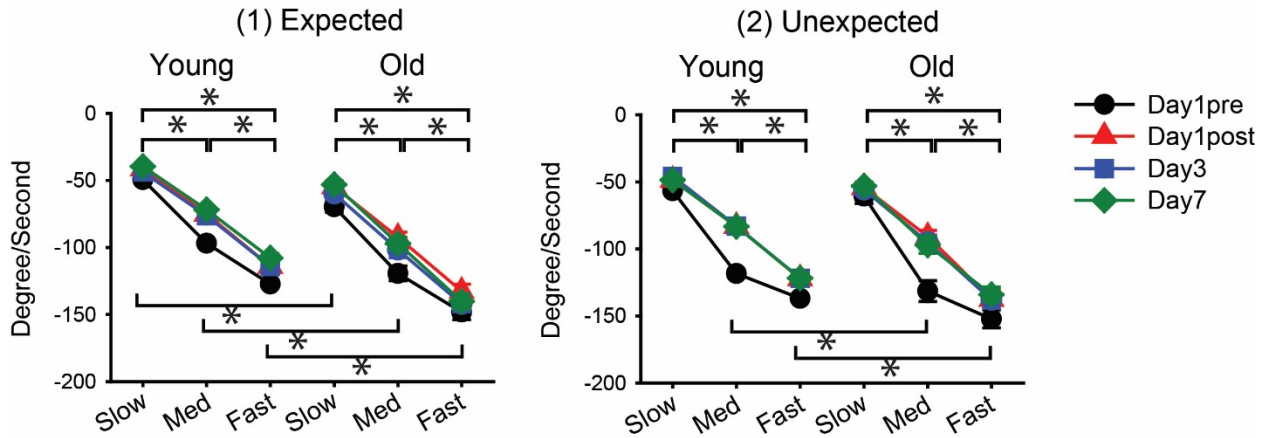 (1) Expected
Young Old
* *
* * * *
0
-50
-100
-150
-200
Degree/Second
*
*
*
Slow Med Fast Slow Med Fast
(2) Unexpected
Young Old
* *
* * * *
0
-50
-100
-150
-200
Degree/Second
*
*
Slow Med Fast Slow Med Fast
Day1pre
Day1post
Day3
Day7